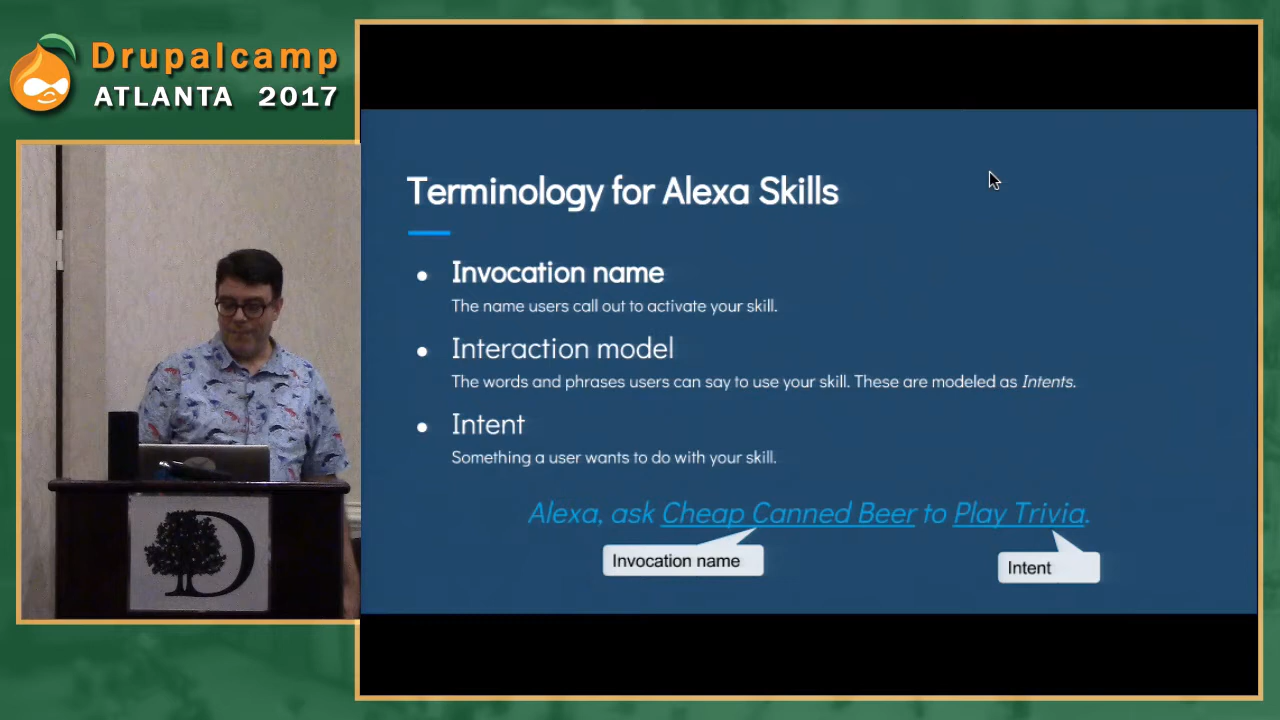 Drupalcamp
ATLANTA 2017
Terminology for Alexa Skills
Invocation name
The name users call out to activate your skill.
Interaction model
The words and phrases users can say to use your skill. These are modeled as Intents.
Intent
Something a user wants to do with your skill.
Alexa, ask Cheap Canned Beer to Play Trivia.
Invocation name
Intent
D